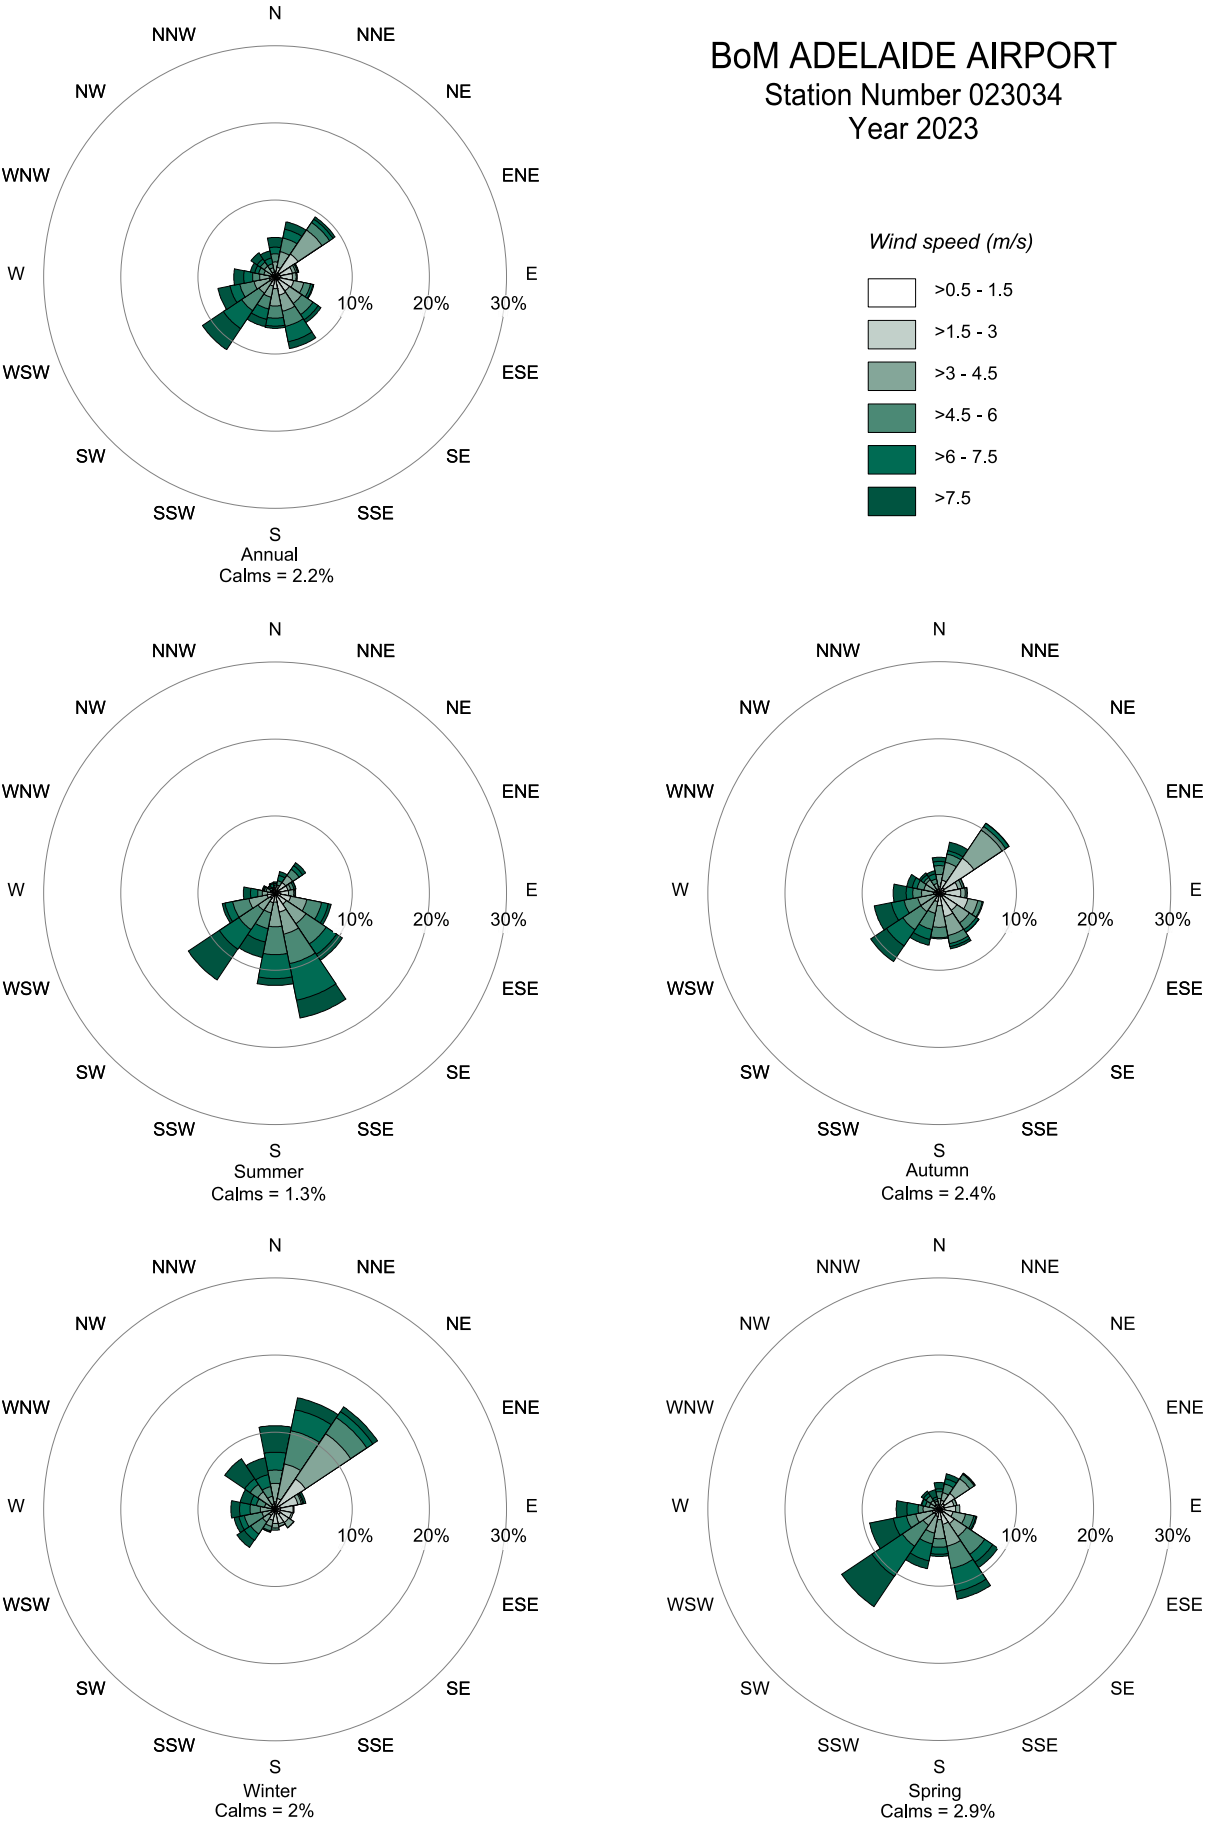 BoM ADELAIDE AIRPORT
Station Number 023034
Year 2023
Wind speed (m/s)
>0.5 - 1.5
>1.5 - 3
>3 - 4.5
>4.5 - 6
>6 - 7.5
>7.5
N
NNW NNE
NW NE
WNW ENE
W E
10% 20% 30%
WSW ESE
SW SE
SSW SSE
S
Annual
Calms = 2.2%
N
NNW NNE
NW NE
WNW ENE
W E
10% 20% 30%
WSW ESE
SW SE
SSW SSE
S
Summer
Calms = 1.3%
N
NNW NNE
NW NE
WNW ENE
W E
10% 20% 30%
WSW ESE
SW SE
SSW SSE
S
Autumn
Calms = 2.4%
N
NNW NNE
NW NE
WNW ENE
W E
10% 20% 30%
WSW ESE
SW SE
SSW SSE
S
Winter
Calms = 2%
N
NNW NNE
NW NE
WNW ENE
W E
10% 20% 30%
WSW ESE
SW SE
SSW SSE
S
Spring
Calms = 2.9%